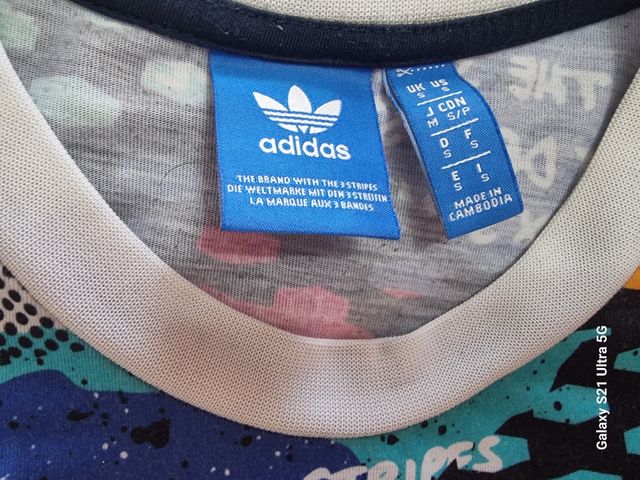 adidas
THE BRAND WITH THE 3 STRIPES
DIE WELTMARKE MIT DEN 3 STREIFEN
LA MARQUE AUX 3 BANDES
UK US
S S
J CDN
M S/P
D F
S S
E I
S S
MADE IN
CAMBODIA
THE
STRIPES
Galaxy S21 Ultra 5G